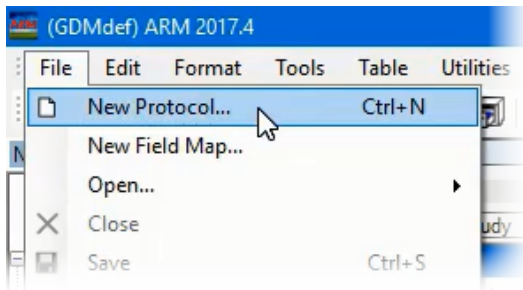 (GDMdef) ARM 2017.4
File Edit Format Tools Table Utilities
New Protocol... Ctrl+N
New Field Map...
Open...
Close
udy
Save Ctrl+S